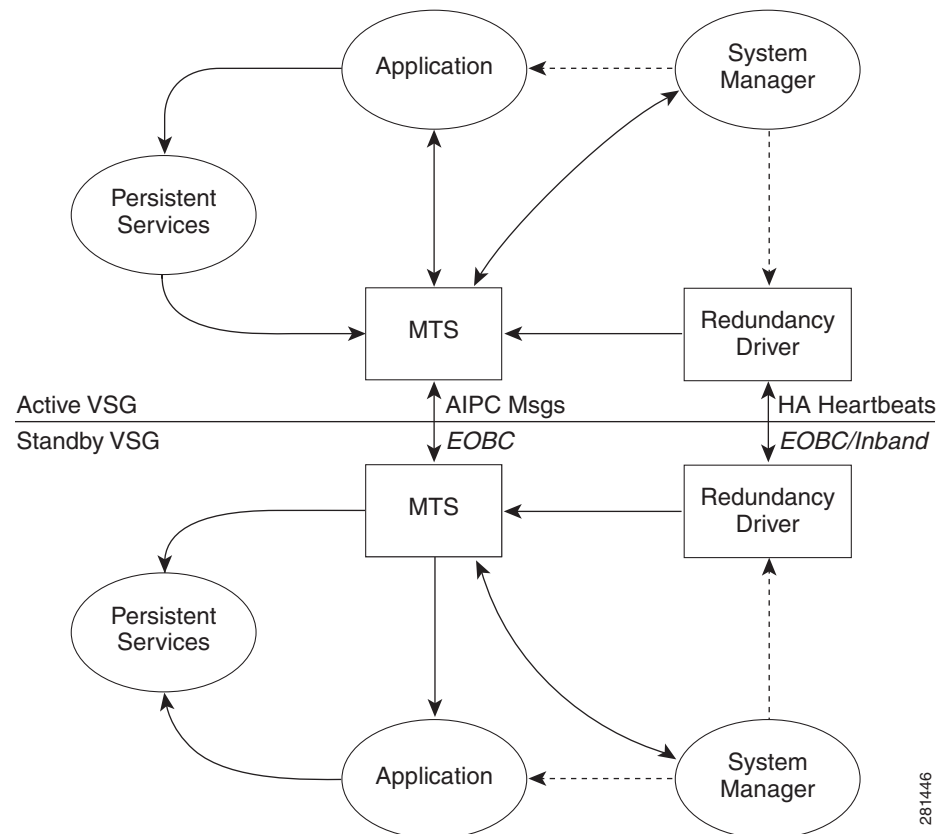 Application
System
Manager
Persistent
Services
MTS
Redundancy
Driver
Active VSG
AIPC Msgs
HA Heartbeats
Standby VSG
EOBC
EOBC/Inband
MTS
Redundancy
Driver
Persistent
Services
Application
System
Manager
281446